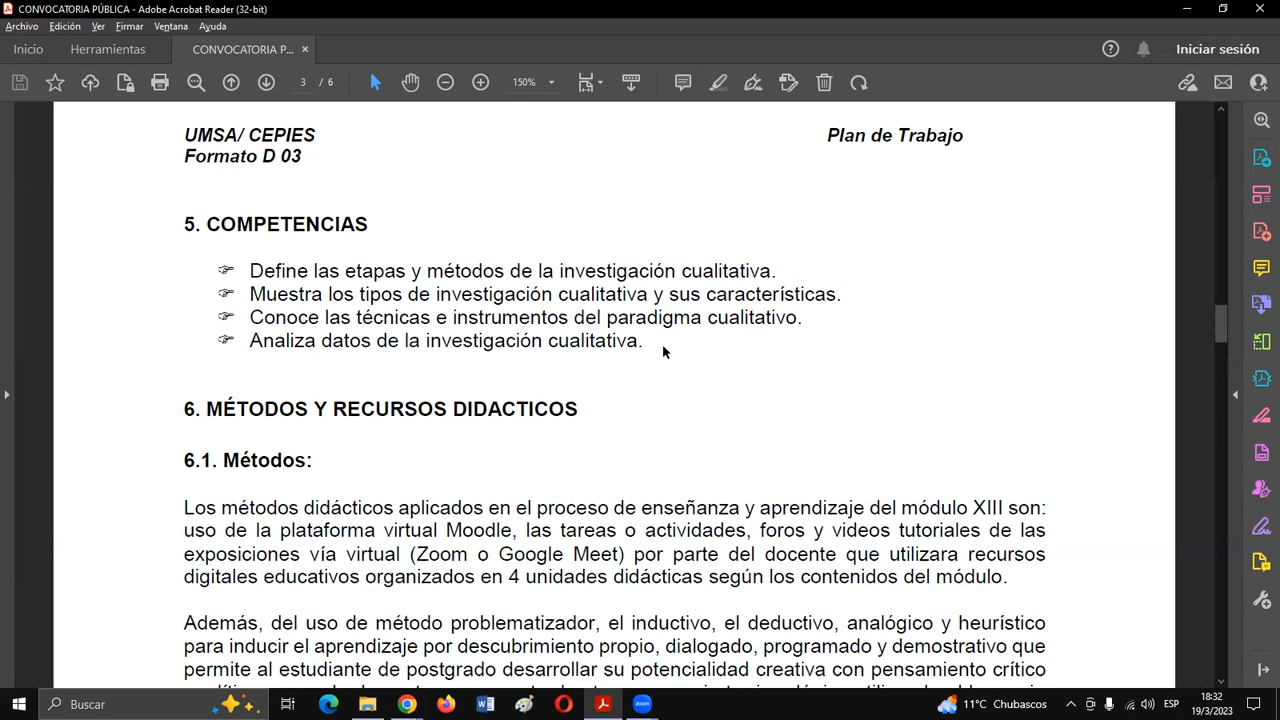 CONVOCATORIA PÚBLICA - Adobe Acrobat Reader (32-bit)
Archivo Edición Ver Firmar Ventana Ayuda
Inicio Herramientas CONVOCATORIA P... × Iniciar sesión
3 / 6 150%
UMSA/ CEPIES Plan de Trabajo
Formato D 03
5. COMPETENCIAS
☞ Define las etapas y métodos de la investigación cualitativa.
☞ Muestra los tipos de investigación cualitativa y sus características.
☞ Conoce las técnicas e instrumentos del paradigma cualitativo.
☞ Analiza datos de la investigación cualitativa.
6. MÉTODOS Y RECURSOS DIDACTICOS
6.1. Métodos:
Los métodos didácticos aplicados en el proceso de enseñanza y aprendizaje del módulo XIII son:
uso de la plataforma virtual Moodle, las tareas o actividades, foros y videos tutoriales de las
exposiciones vía virtual (Zoom o Google Meet) por parte del docente que utilizara recursos
digitales educativos organizados en 4 unidades didácticas según los contenidos del módulo.
Además, del uso de método problematizador, el inductivo, el deductivo, analógico y heurístico
para inducir el aprendizaje por descubrimiento propio, dialogado, programado y demostrativo que
permite al estudiante de postgrado desarrollar su potencialidad creativa con pensamiento crítico
Buscar zoom 11°C Chubascos ESP 18:32
19/3/2023